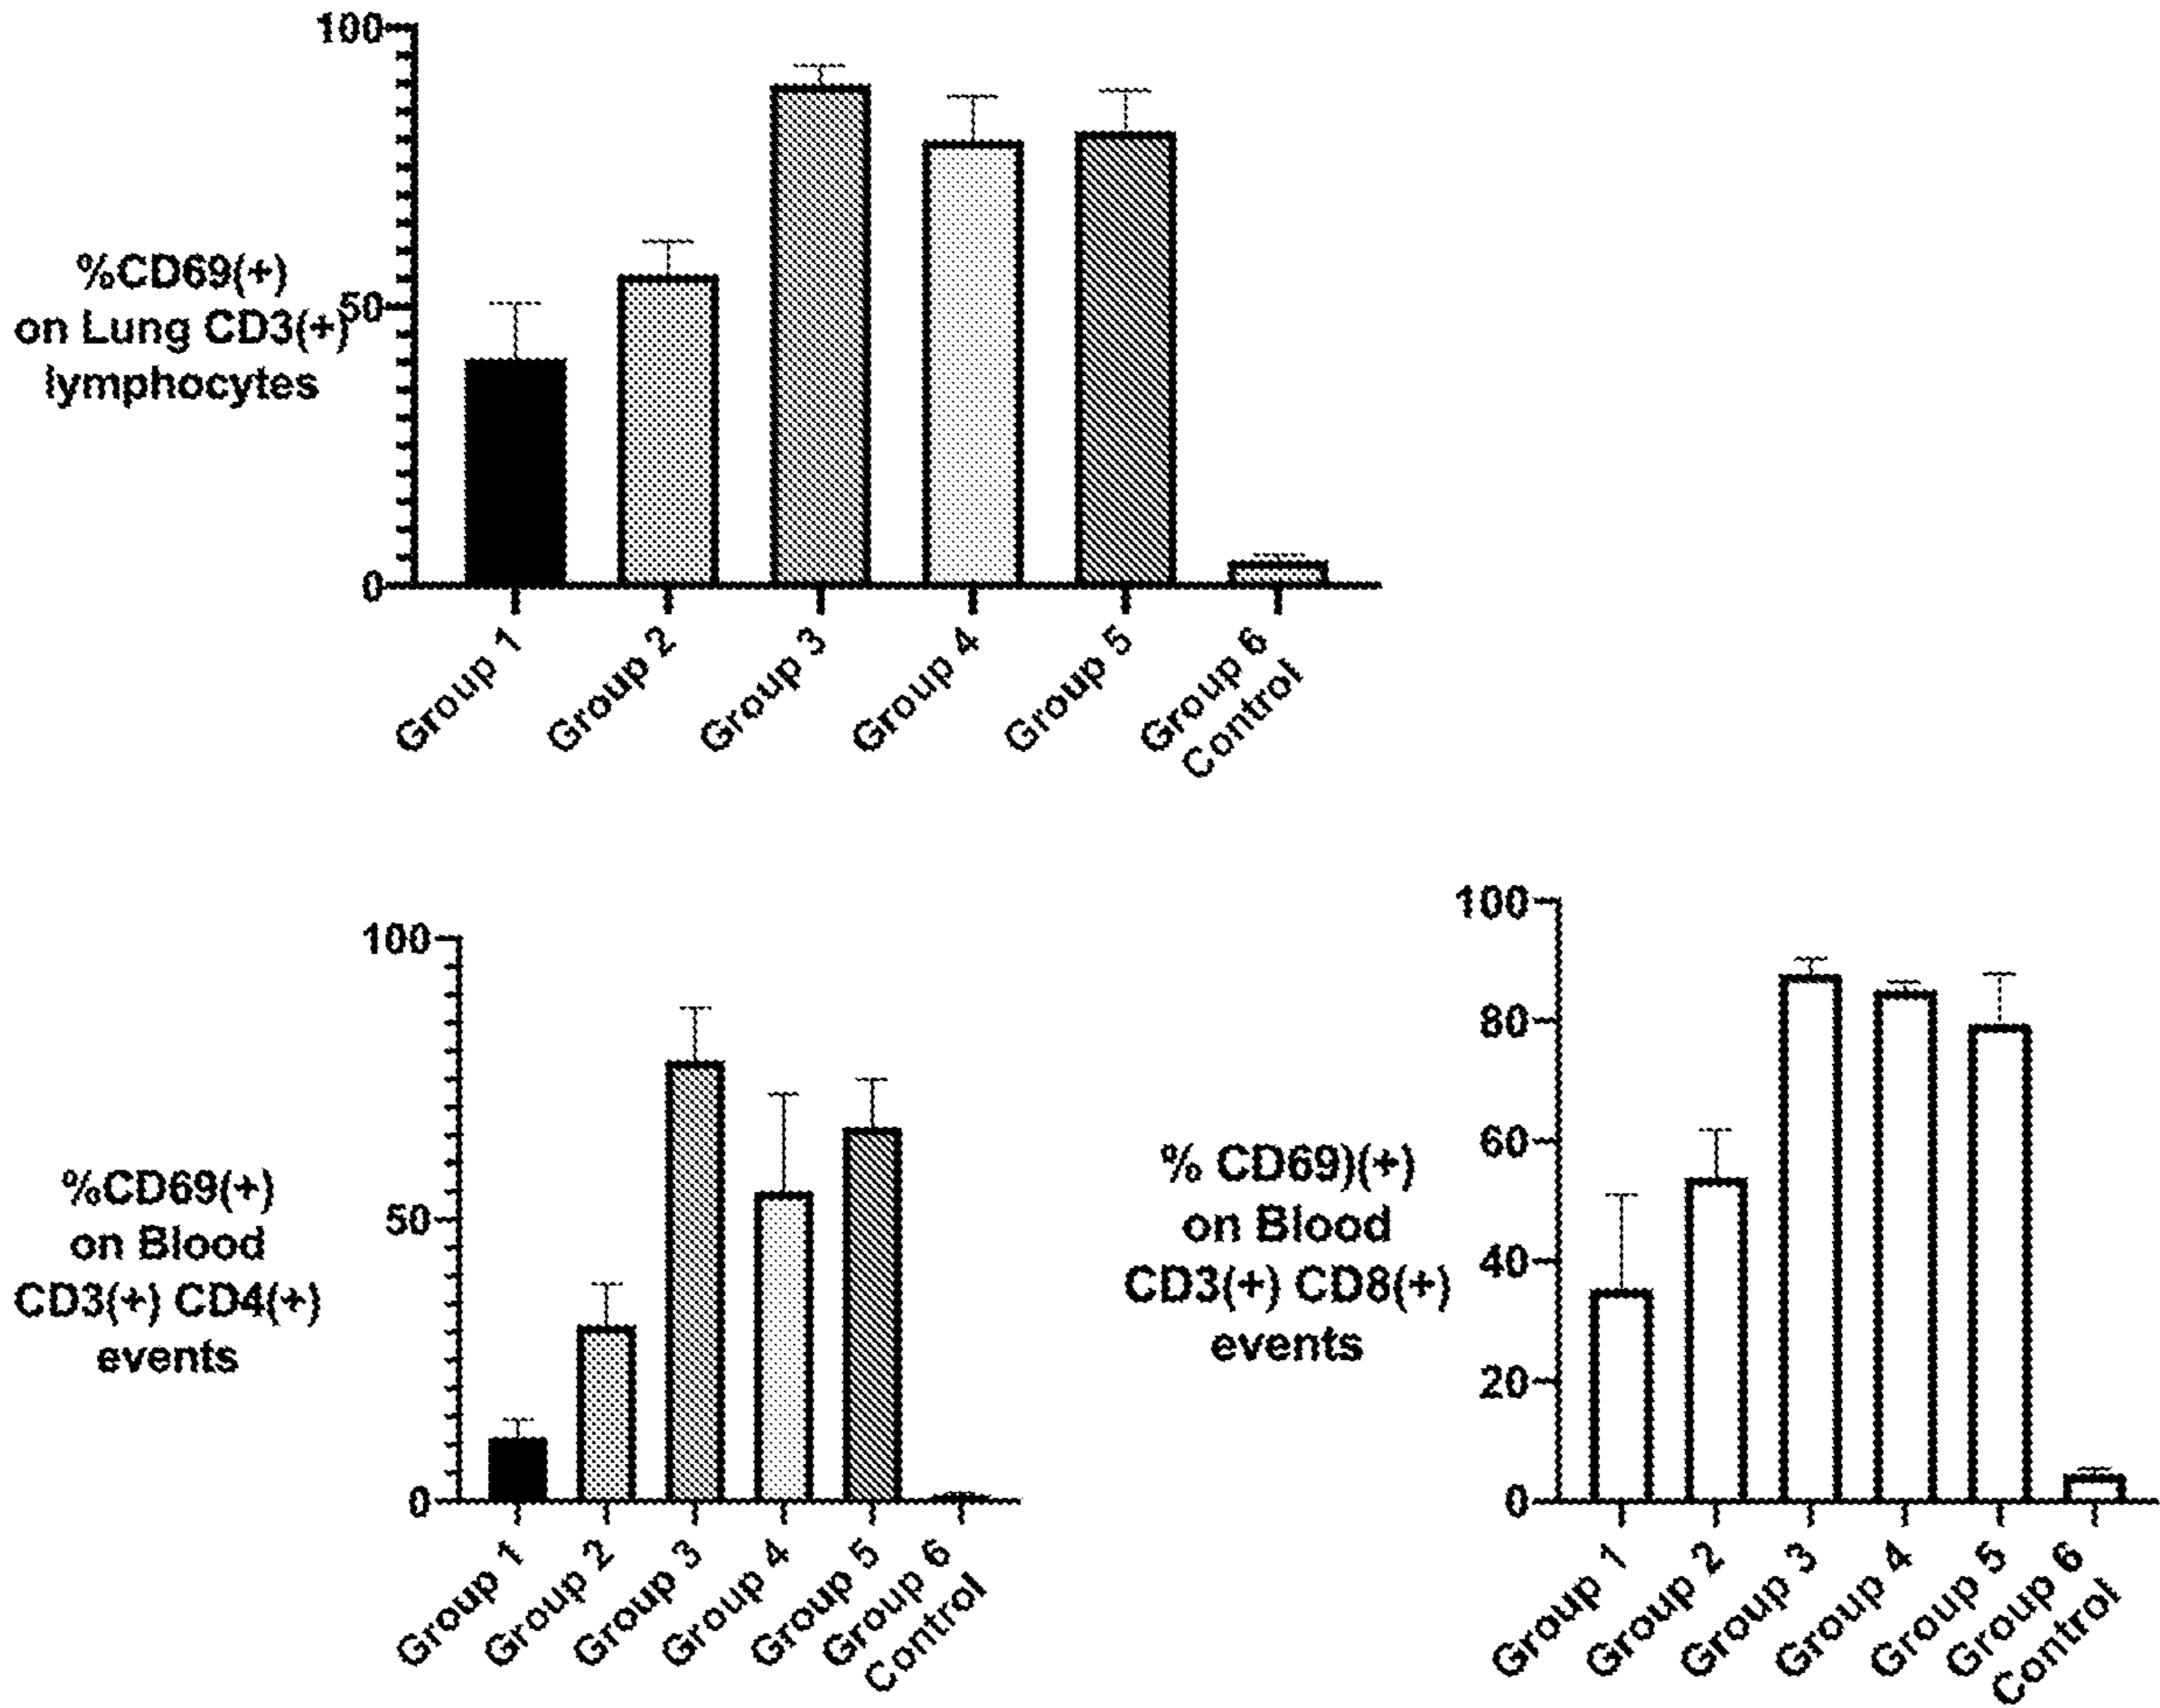 100
50
0
%CD69(+)
on Lung CD3(+)
lymphocytes
Group 1
Group 2
Group 3
Group 4
Group 5
Group 6
Control
100
50
0
%CD69(+)
on Blood
CD3(+) CD4(+)
events
Group 1
Group 2
Group 3
Group 4
Group 5
Group 6
Control
100
80
60
40
20
0
% CD69)(+)
on Blood
CD3(+) CD8(+)
events
Group 1
Group 2
Group 3
Group 4
Group 5
Group 6
Control